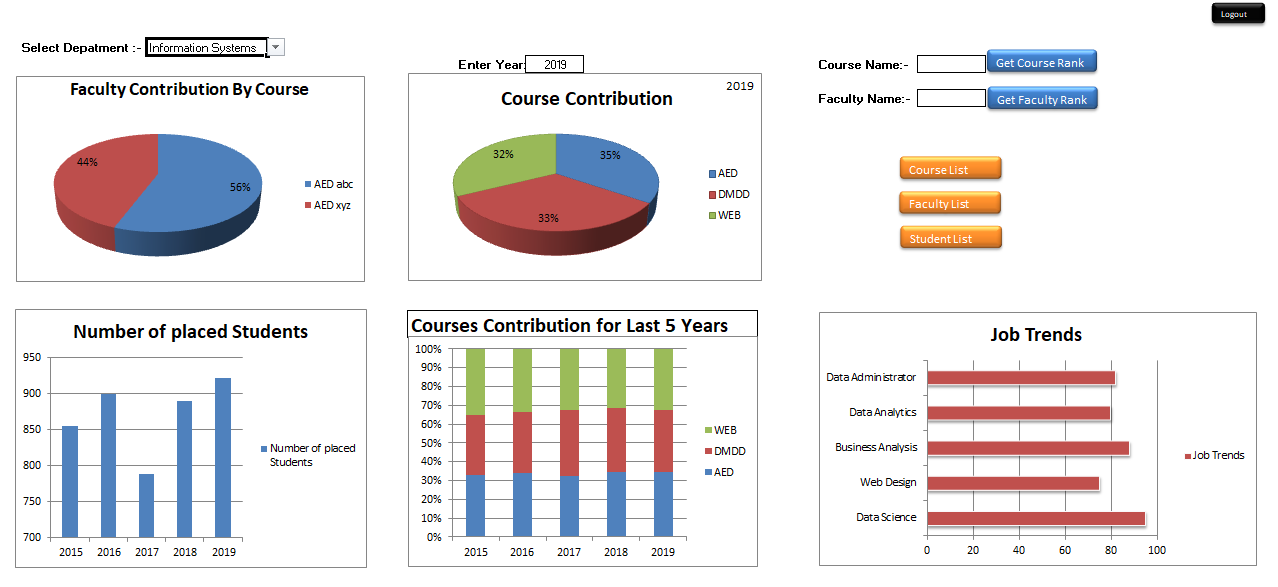 Logout
Select Depatment :- Information Systems
Enter Year: 2019
Course Name:- Get Course Rank
Faculty Name:- Get Faculty Rank
Course List
Faculty List
Student List
Faculty Contribution By Course
44%
56%
AED abc
AED xyz
2019
Course Contribution
32%
35%
33%
AED
DMDD
WEB
Number of placed Students
950
900
850
800
750
700
2015 2016 2017 2018 2019
Number of placed
Students
Courses Contribution for Last 5 Years
100%
90%
80%
70%
60%
50%
40%
30%
20%
10%
0%
2015 2016 2017 2018 2019
WEB
DMDD
AED
Job Trends
Data Administrator
Data Analytics
Business Analysis
Web Design
Data Science
0 20 40 60 80 100
Job Trends